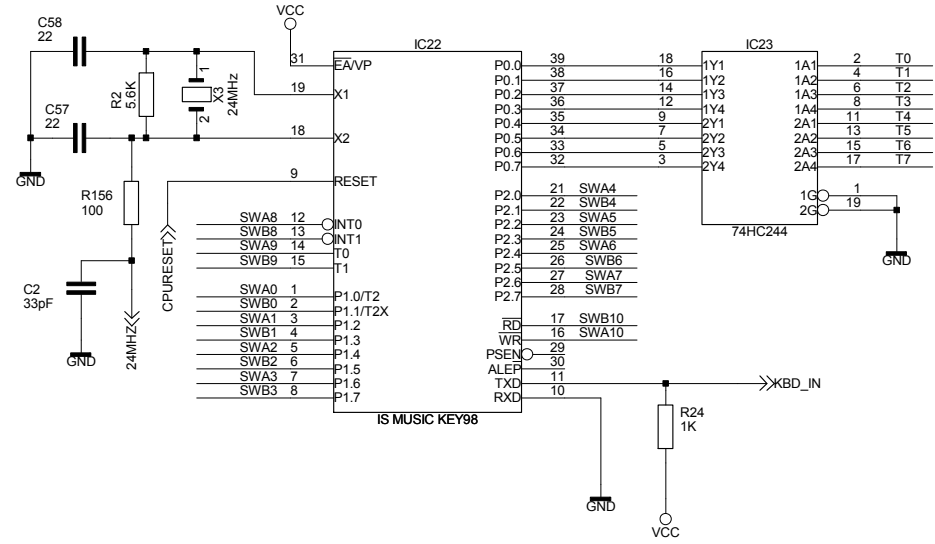 C58
22
VCC
IC22
IC23
31
EA/VP
P0.0
39
18
1Y1
1A1
2
T0
P0.1
38
16
1Y2
1A2
4
T1
R2
5.6K
1
2
X3
24MHz
19
X1
P0.2
37
14
1Y3
1A3
6
T2
P0.3
36
12
1Y4
1A4
8
T3
C57
22
P0.4
35
9
2Y1
2A1
11
T4
18
X2
P0.5
34
7
2Y2
2A2
13
T5
P0.6
33
5
2Y3
2A3
15
T6
P0.7
32
3
2Y4
2A4
17
T7
GND
9
RESET
R156
100
P2.0
21
SWA4
1G
1
P2.1
22
SWB4
2G
19
SWA8
12
INT0
P2.2
23
SWA5
74HC244
SWB8
13
INT1
P2.3
24
SWB5
SWA9
14
T0
P2.4
25
SWA6
GND
SWB9
15
T1
P2.5
26
SWB6
CPURESET
C2
33pF
P2.6
27
SWA7
SWA0
1
P1.0/T2
P2.7
28
SWB7
SWB0
2
P1.1/T2X
SWA1
3
P1.2
RD
17
SWB10
SWB1
4
P1.3
WR
16
SWA10
SWA2
5
P1.4
PSEN
29
GND
24MHZ
SWB2
6
P1.5
ALEP
30
SWA3
7
P1.6
TXD
11
KBD_IN
SWB3
8
P1.7
RXD
10
IS MUSIC KEY98
R24
1K
GND
VCC